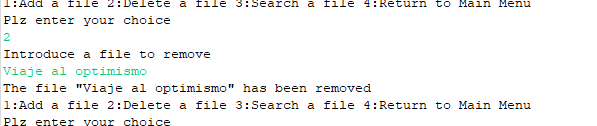 1:Add a file 2:Delete a file 3:Search a file 4:Return to Main Menu
Plz enter your choice
2
Introduce a file to remove
Viaje al optimismo
The file "Viaje al optimismo" has been removed
1:Add a file 2:Delete a file 3:Search a file 4:Return to Main Menu
Plz enter your choice